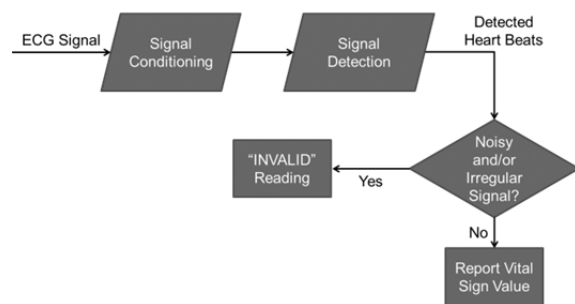 ECG Signal
Signal
Conditioning
Signal
Detection
Detected
Heart Beats
Noisy
and/or
Irregular
Signal?
Yes
“INVALID”
Reading
No
Report Vital
Sign Value